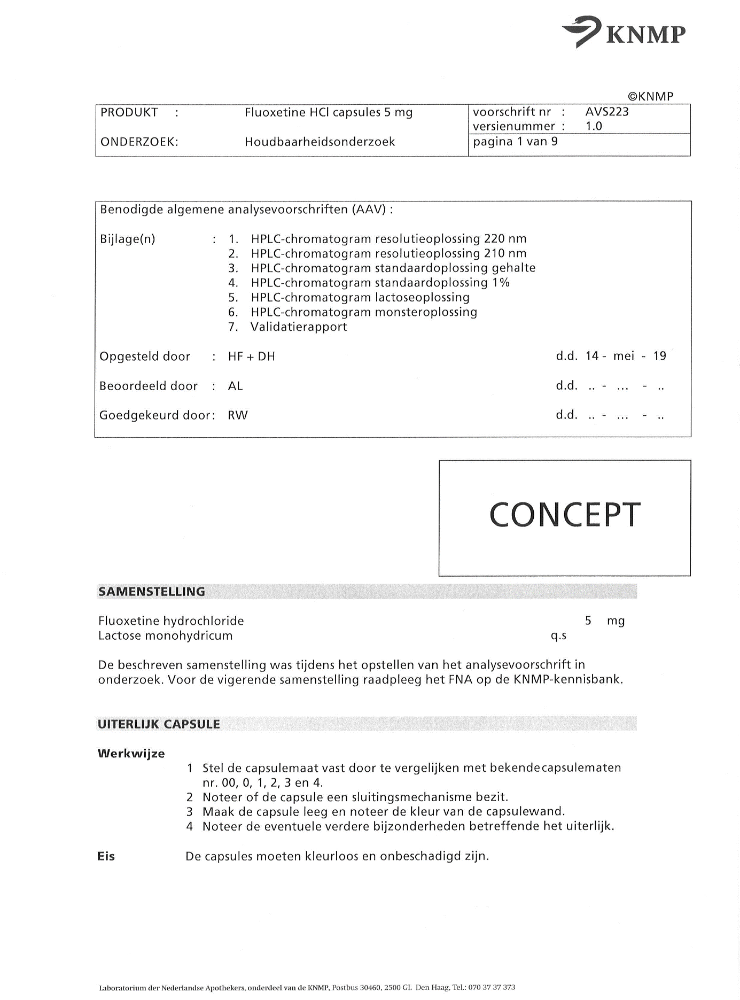 KNMP
©KNMP
PRODUKT : Fluoxetine HCl capsules 5 mg voorschrift nr : AVS223
versienummer : 1.0
ONDERZOEK: Houdbaarheidsonderzoek pagina 1 van 9
Benodigde algemene analysevoorschriften (AAV) :
Bijlage(n) : 1. HPLC-chromatogram resolutieoplossing 220 nm
2. HPLC-chromatogram resolutieoplossing 210 nm
3. HPLC-chromatogram standaardoplossing gehalte
4. HPLC-chromatogram standaardoplossing 1%
5. HPLC-chromatogram lactoseoplossing
6. HPLC-chromatogram monsteroplossing
7. Validatierapport
Opgesteld door : HF + DH d.d. 14 - mei - 19
Beoordeeld door : AL d.d. .. - ... - ..
Goedgekeurd door: RW d.d. .. - ... - ..
CONCEPT
SAMENSTELLING
Fluoxetine hydrochloride 5 mg
Lactose monohydricum q.s
De beschreven samenstelling was tijdens het opstellen van het analysevoorschrift in
onderzoek. Voor de vigerende samenstelling raadpleeg het FNA op de KNMP-kennisbank.
UITERLIJK CAPSULE
Werkwijze
1 Stel de capsulemaat vast door te vergelijken met bekende capsulematen
nr. 00, 0, 1, 2, 3 en 4.
2 Noteer of de capsule een sluitingsmechanisme bezit.
3 Maak de capsule leeg en noteer de kleur van de capsulewand.
4 Noteer de eventuele verdere bijzonderheden betreffende het uiterlijk.
Eis De capsules moeten kleurloos en onbeschadigd zijn.
Laboratorium der Nederlandse Apothekers, onderdeel van de KNMP, Postbus 30460, 2500 GL Den Haag, Tel.: 070 37 37 373